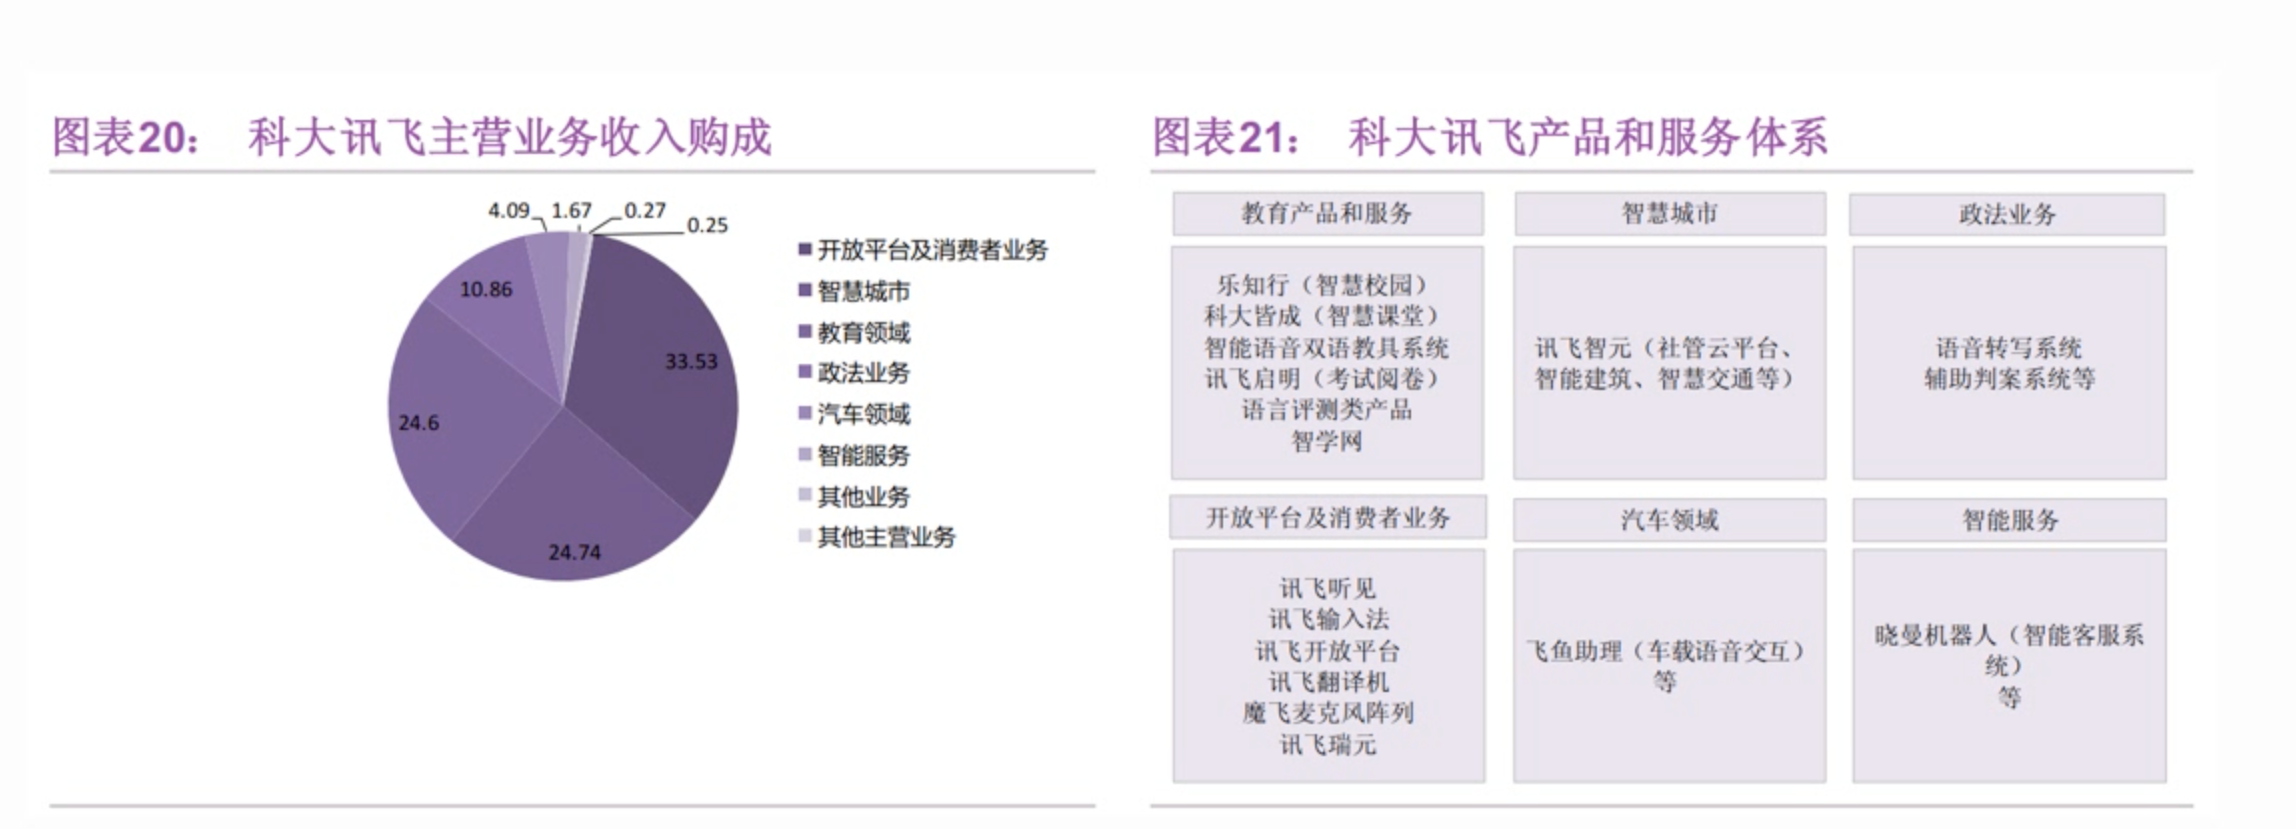 图表20： 科大讯飞主营业务收入购成
4.09
1.67
0.27
0.25
10.86
33.53
24.6
24.74
开放平台及消费者业务
智慧城市
教育领域
政法业务
汽车领域
智能服务
其他业务
其他主营业务
图表21： 科大讯飞产品和服务体系
教育产品和服务
乐知行（智慧校园）
科大皆成（智慧课堂）
智能语音双语教具系统
讯飞启明（考试阅卷）
语言评测类产品
智学网
智慧城市
讯飞智元（社管云平台、
智能建筑、智慧交通等）
政法业务
语音转写系统
辅助判案系统等
开放平台及消费者业务
讯飞听见
讯飞输入法
讯飞开放平台
讯飞翻译机
魔飞麦克风阵列
讯飞瑞元
汽车领域
飞鱼助理（车载语音交互）
等
智能服务
晓曼机器人（智能客服系
统）
等